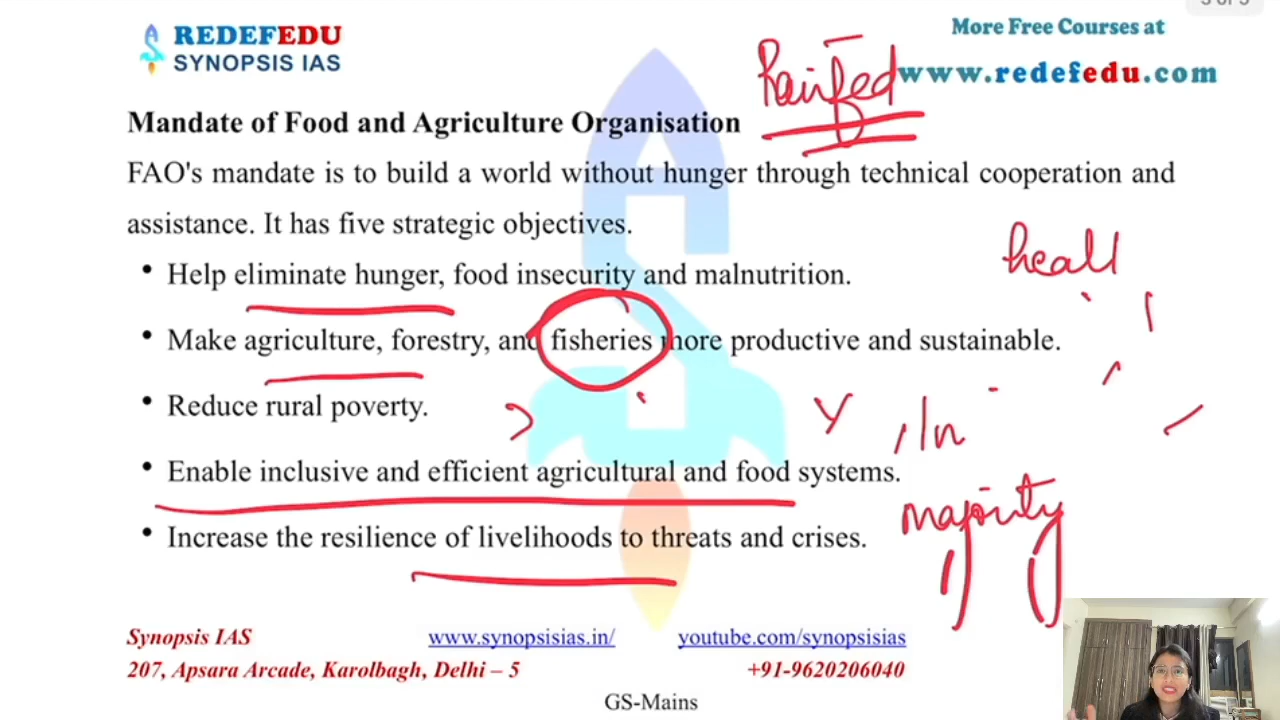 REDEFEDU
SYNOPSIS IAS
More Free Courses at
www.redefedu.com
Rainfed
Mandate of Food and Agriculture Organisation
FAO's mandate is to build a world without hunger through technical cooperation and
assistance. It has five strategic objectives.
• Help eliminate hunger, food insecurity and malnutrition.
• Make agriculture, forestry, and fisheries more productive and sustainable.
• Reduce rural poverty.
• Enable inclusive and efficient agricultural and food systems.
• Increase the resilience of livelihoods to threats and crises.
majority
Synopsis IAS
www.synopsisias.in/
youtube.com/synopsisias
207, Apsara Arcade, Karolbagh, Delhi – 5
+91-9620206040
GS-Mains